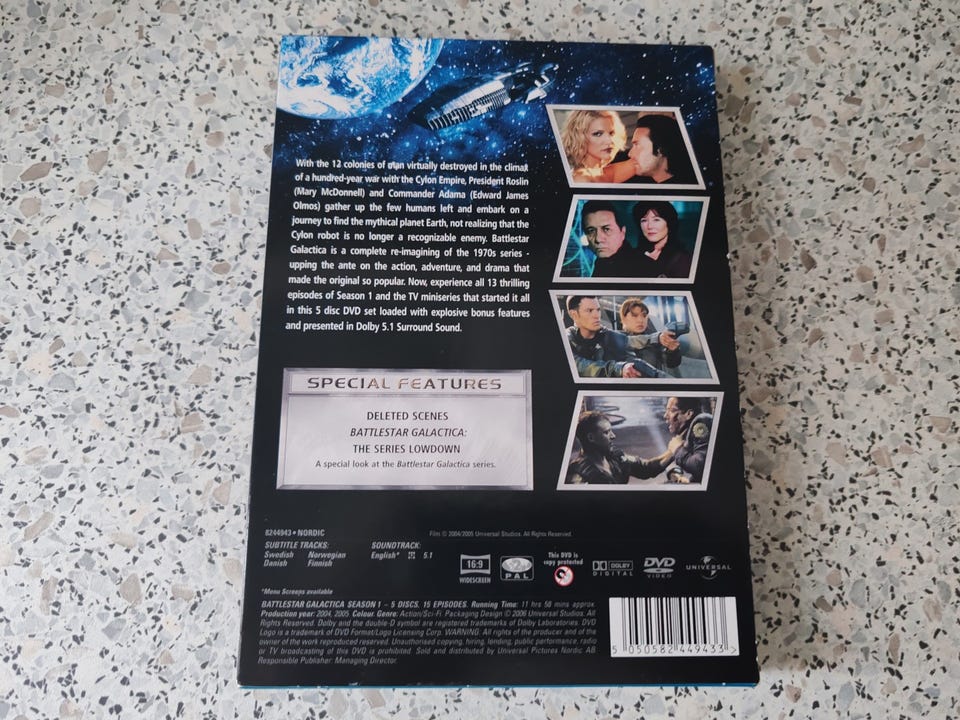 With the 12 colonies of man virtually destroyed in the climax
of a hundred-year war with the Cylon Empire, President Roslin
(Mary McDonnell) and Commander Adama (Edward James
Olmos) gather up the few humans left and embark on a
journey to find the mythical planet Earth, not realizing that the
Cylon robot is no longer a recognizable enemy. Battlestar
Galactica is a complete re-imagining of the 1970s series -
upping the ante on the action, adventure, and drama that
made the original so popular. Now, experience all 13 thrilling
episodes of Season 1 and the TV miniseries that started it all
in this 5 disc DVD set loaded with explosive bonus features
and presented in Dolby 5.1 Surround Sound.
SPECIAL FEATURES
DELETED SCENES
BATTLESTAR GALACTICA:
THE SERIES LOWDOWN
A special look at the Battlestar Galactica series.
8244943 • NORDIC
Film © 2004/2005 Universal Studios. All Rights Reserved.
SUBTITLE TRACKS:
Swedish Norwegian
Danish Finnish
SOUNDTRACK:
English* 5.1
16:9
WIDESCREEN
PAL
This DVD is
copy protected
DOLBY
DIGITAL
DVD
VIDEO
UNIVERSAL
*Menu Screens available
BATTLESTAR GALACTICA SEASON 1 – 5 DISCS. 15 EPISODES. Running Time: 11 hrs 58 mins approx.
Production year: 2004, 2005. Colour. Genre: Action/Sci-Fi. Packaging Design © 2006 Universal Studios. All
Rights Reserved. Dolby and the double-D symbol are registered trademarks of Dolby Laboratories. DVD
Logo is a trademark of DVD Format/Logo Licensing Corp. WARNING: All rights of the producer and of the
owner of the work reproduced reserved. Unauthorised copying, hiring, lending, public performance, radio
or TV broadcasting of this DVD is prohibited. Sold and distributed by Universal Pictures Nordic AB
Responsible Publisher: Managing Director.
5 050582 449433 >